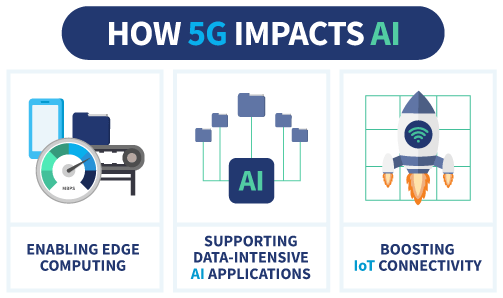 HOW 5G IMPACTS AI
MBPS
AI
ENABLING EDGE
COMPUTING
SUPPORTING
DATA-INTENSIVE
AI APPLICATIONS
BOOSTING
IoT CONNECTIVITY